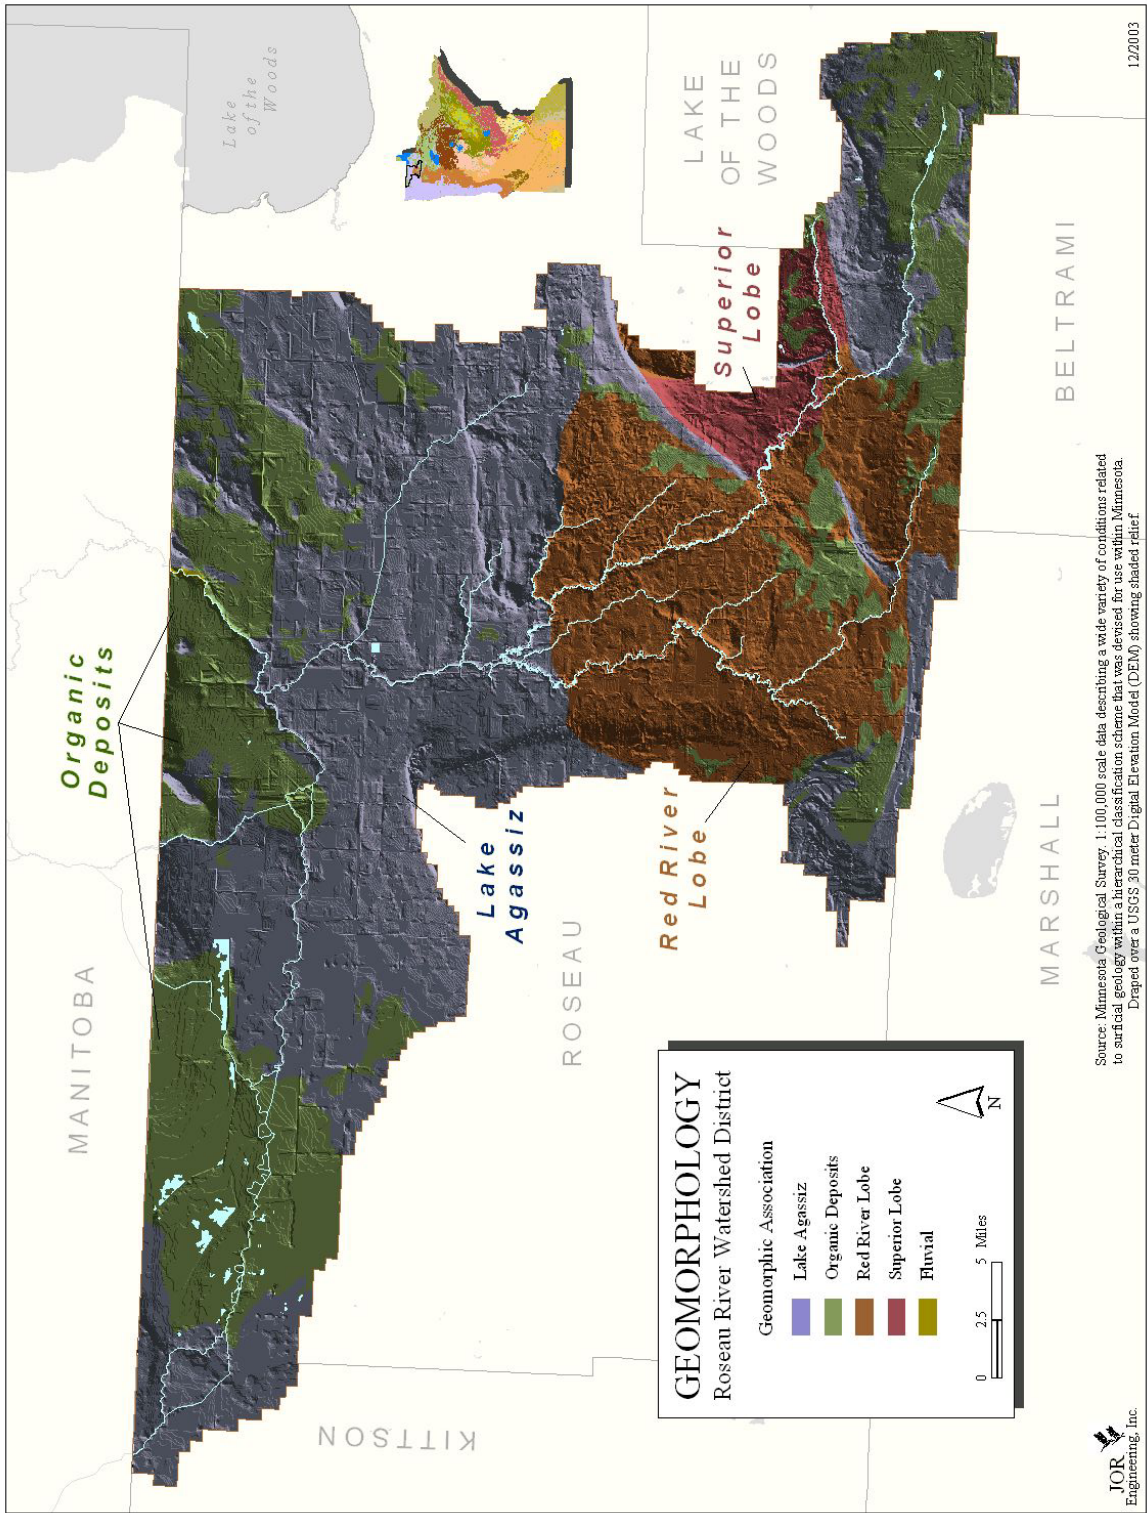 MANITOBA
Organic
Deposits
Lake
of the
Woods
LAKE
OF THE
WOODS
Superior
Lobe
Lake
Agassiz
Red River
Lobe
ROSEAU
KITTSON
MARSHALL
BELTRAMI
GEOMORPHOLOGY
Roseau River Watershed District
Geomorphic Association
Lake Agassiz
Organic Deposits
Red River Lobe
Superior Lobe
Fluvial
0 2.5 5 Miles
N
Source: Minnesota Geological Survey. 1:100,000 scale data describing a wide variety of conditions related
to surficial geology within a hierarchical classification scheme that was devised for use within Minnesota.
Draped over a USGS 30 meter Digital Elevation Model (DEM) showing shaded relief.
JOR
Engineering, Inc.
12/2003